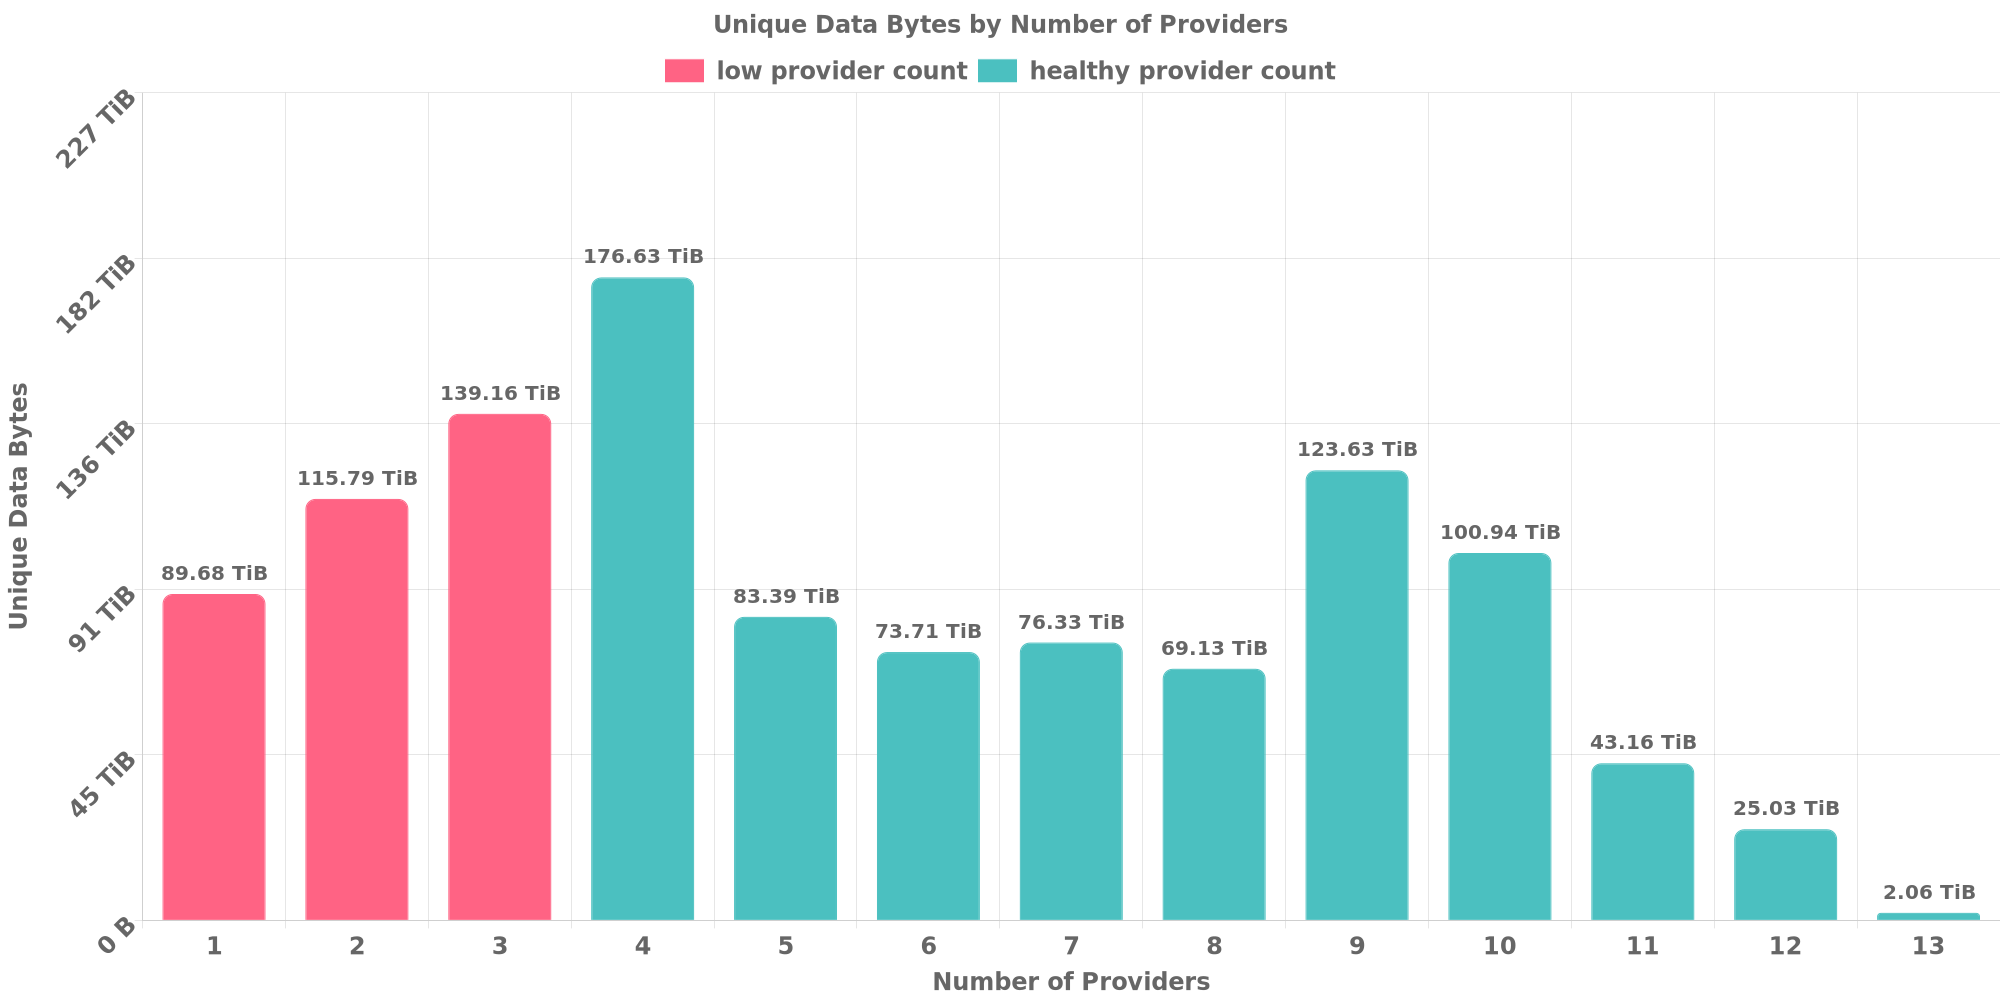 Unique Data Bytes by Number of Providers
low provider count healthy provider count
227 TiB
182 TiB
136 TiB
91 TiB
45 TiB
0 B
Unique Data Bytes
89.68 TiB
115.79 TiB
139.16 TiB
176.63 TiB
83.39 TiB
73.71 TiB
76.33 TiB
69.13 TiB
123.63 TiB
100.94 TiB
43.16 TiB
25.03 TiB
2.06 TiB
1 2 3 4 5 6 7 8 9 10 11 12 13
Number of Providers